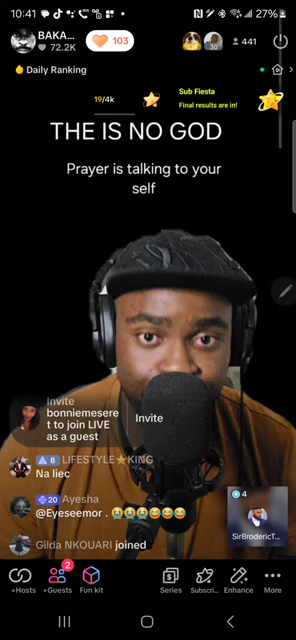 10:41
27%
BAKA...
72.2K
103
30
441
Daily Ranking
19/4k
Sub Fiesta
Final results are in!
THE IS NO GOD
Prayer is talking to your
self
Invite
bonniemesere
t to join LIVE
as a guest
Invite
8 LIFESTYLE⭐KING
Na liec
20 Ayesha
@Eyeseemor . 😭😭😭😂😂😂
Gilda NKOUARI joined
4
SirBrodericT...
2
+Hosts
+Guests
Fun kit
Series
Subscri...
Enhance
More